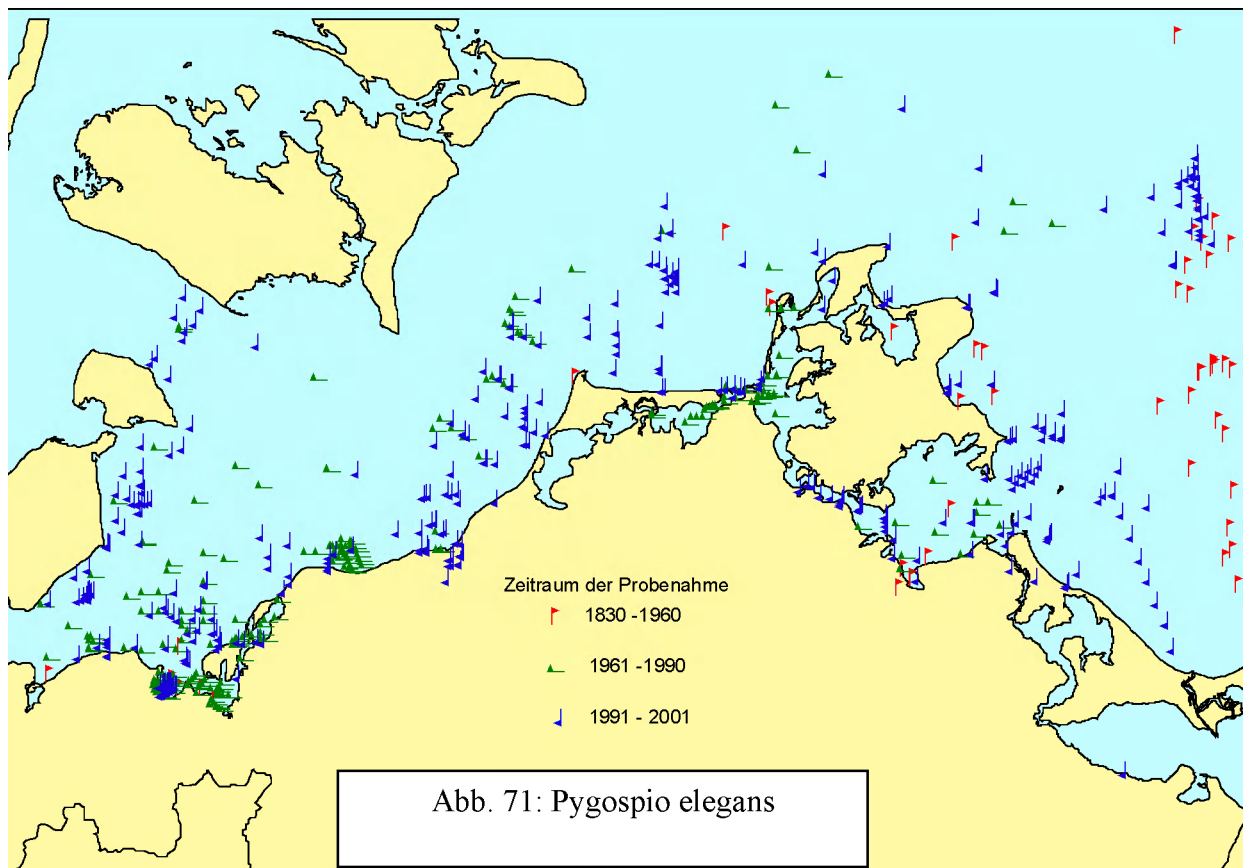 Zeitraum der Probenahme
1830 -1960
1961 -1990
1991 - 2001
Abb. 71: Pygospio elegans